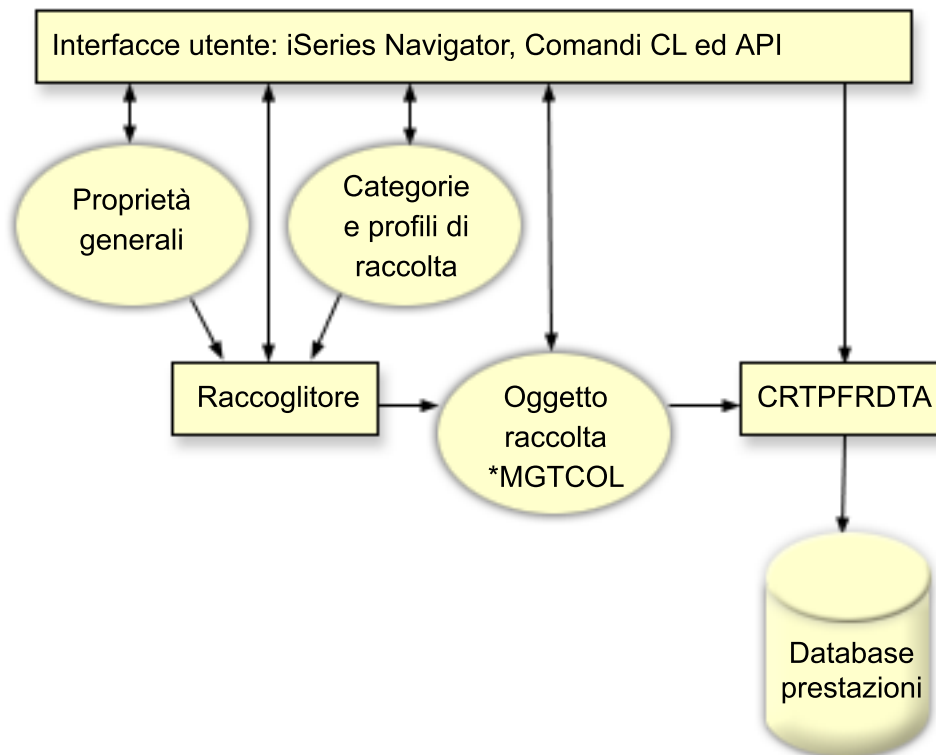 Interfacce utente: iSeries Navigator, Comandi CL ed API
Proprietà
generali
Categorie
e profili di
raccolta
Raccoglitore
Oggetto
raccolta
*MGTCOL
CRTPFRDTA
Database
prestazioni